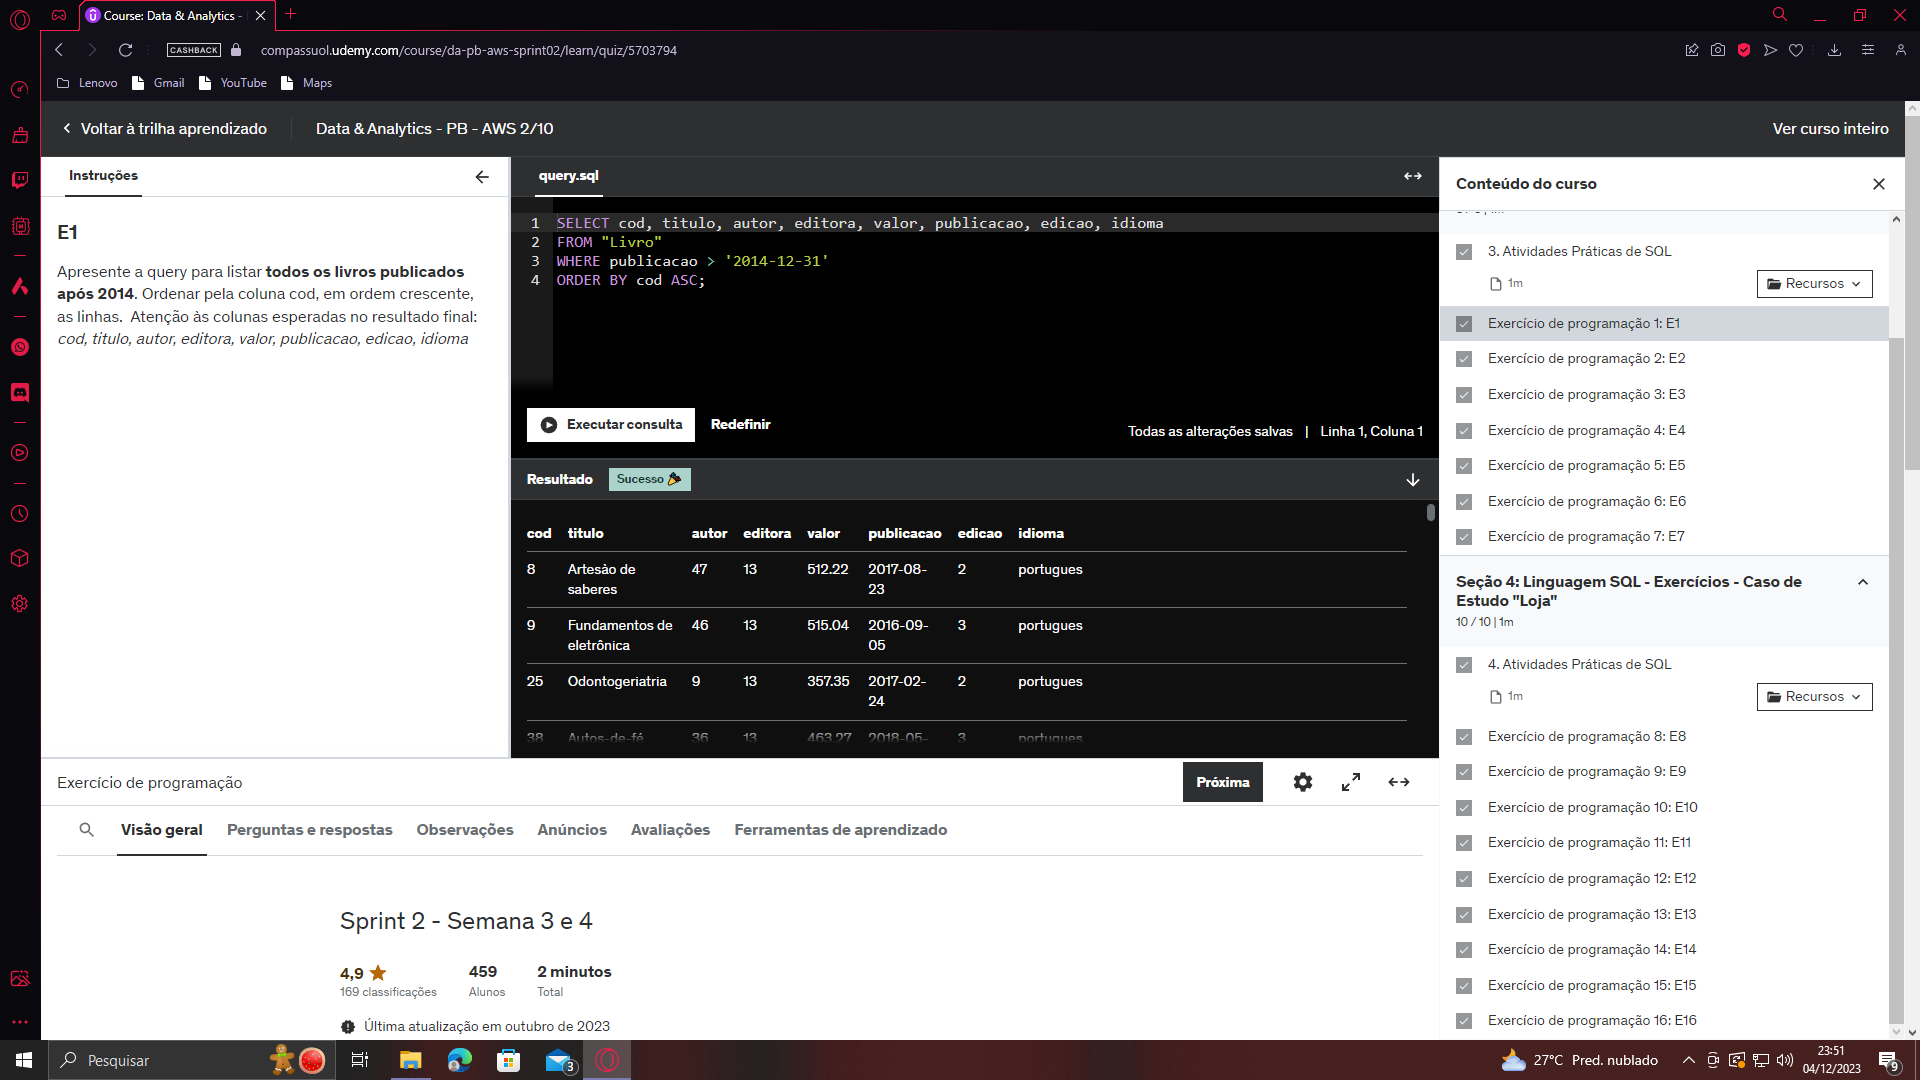 Course: Data & Analytics -
CASHBACK
compassuol.udemy.com/course/da-pb-aws-sprint02/learn/quiz/5703794
Lenovo
Gmail
YouTube
Maps
Voltar à trilha aprendizado
Data & Analytics - PB - AWS 2/10
Ver curso inteiro
Instruções
E1
Apresente a query para listar todos os livros publicados
após 2014. Ordenar pela coluna cod, em ordem crescente,
as linhas. Atenção às colunas esperadas no resultado final:
cod, titulo, autor, editora, valor, publicacao, edicao, idioma
query.sql
1 SELECT cod, titulo, autor, editora, valor, publicacao, edicao, idioma
2 FROM "Livro"
3 WHERE publicacao > '2014-12-31'
4 ORDER BY cod ASC;
Executar consulta
Redefinir
Todas as alterações salvas | Linha 1, Coluna 1
Resultado
Sucesso
cod titulo autor editora valor publicacao edicao idioma
8 Artesão de saberes 47 13 512.22 2017-08-23 2 portugues
9 Fundamentos de eletrônica 46 13 515.04 2016-09-05 3 portugues
25 Odontogeriatria 9 13 357.35 2017-02-24 2 portugues
38 Autos-de-fé 36 13 463.27 2018-05- 3 portugues
Conteúdo do curso
3. Atividades Práticas de SQL
1m
Recursos
Exercício de programação 1: E1
Exercício de programação 2: E2
Exercício de programação 3: E3
Exercício de programação 4: E4
Exercício de programação 5: E5
Exercício de programação 6: E6
Exercício de programação 7: E7
Seção 4: Linguagem SQL - Exercícios - Caso de
Estudo "Loja"
10 / 10 | 1m
4. Atividades Práticas de SQL
1m
Recursos
Exercício de programação 8: E8
Exercício de programação 9: E9
Exercício de programação 10: E10
Exercício de programação 11: E11
Exercício de programação 12: E12
Exercício de programação 13: E13
Exercício de programação 14: E14
Exercício de programação 15: E15
Exercício de programação 16: E16
Exercício de programação
Próxima
Visão geral
Perguntas e respostas
Observações
Anúncios
Avaliações
Ferramentas de aprendizado
Sprint 2 - Semana 3 e 4
4,9
169 classificações
459
Alunos
2 minutos
Total
Última atualização em outubro de 2023
Pesquisar
3
27°C Pred. nublado
23:51
04/12/2023
9